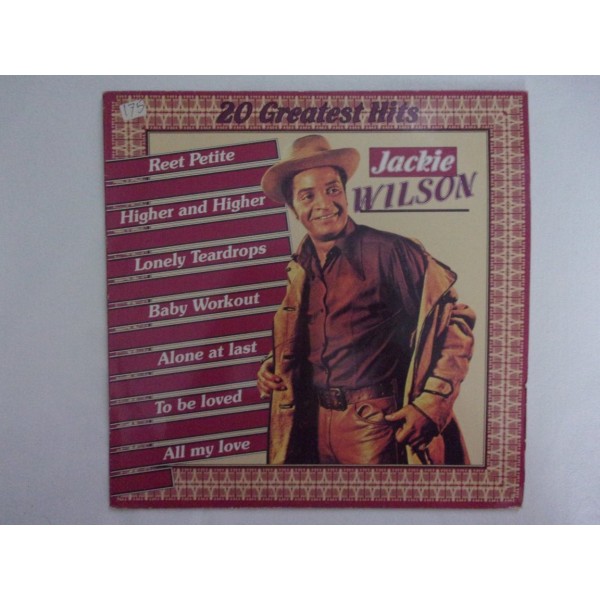 175
20 Greatest Hits
Jackie
WILSON
Reet Petite
Higher and Higher
Lonely Teardrops
Baby Workout
Alone at last
To be loved
All my love